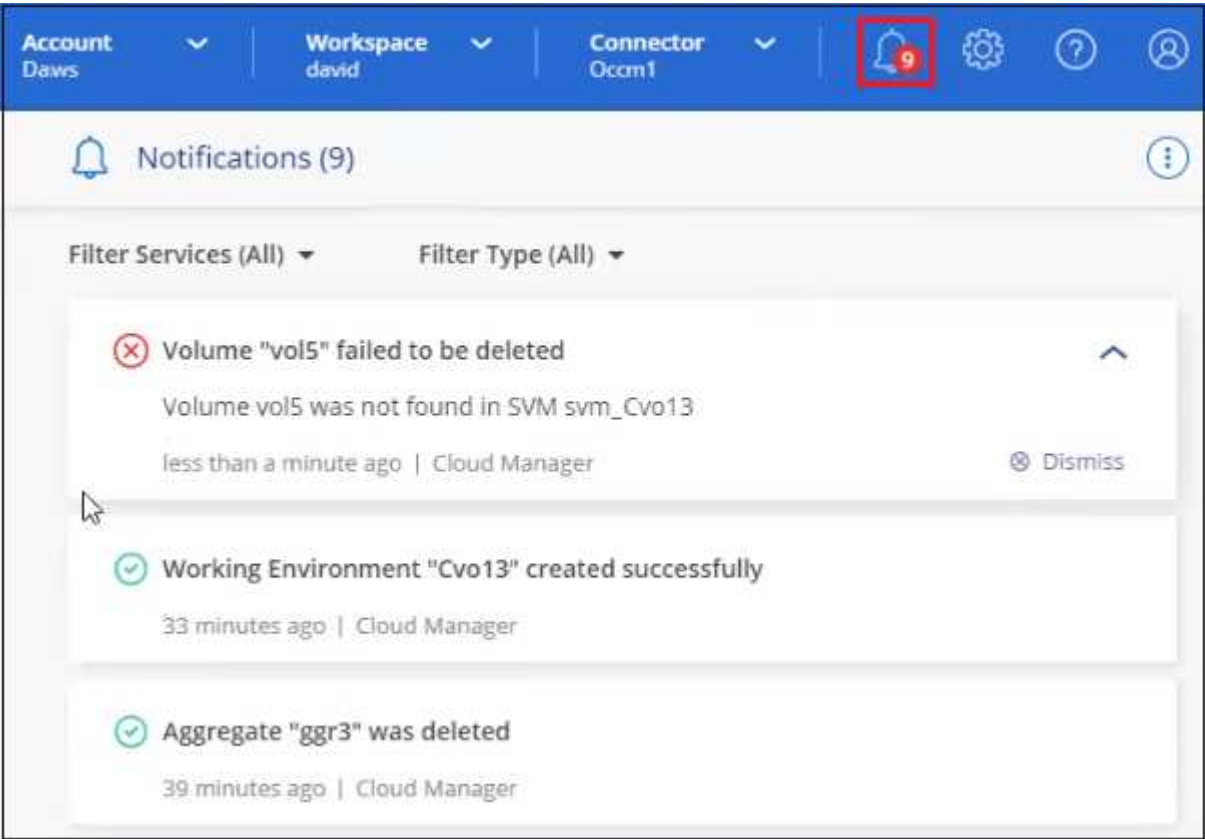 Account Workspace Connector
Daws david Occm1
9
Notifications (9)
Filter Services (All) Filter Type (All)
Volume "vol5" failed to be deleted
Volume vol5 was not found in SVM svm_Cvo13
less than a minute ago | Cloud Manager Dismiss
Working Environment "Cvo13" created successfully
33 minutes ago | Cloud Manager
Aggregate "ggr3" was deleted
39 minutes ago | Cloud Manager